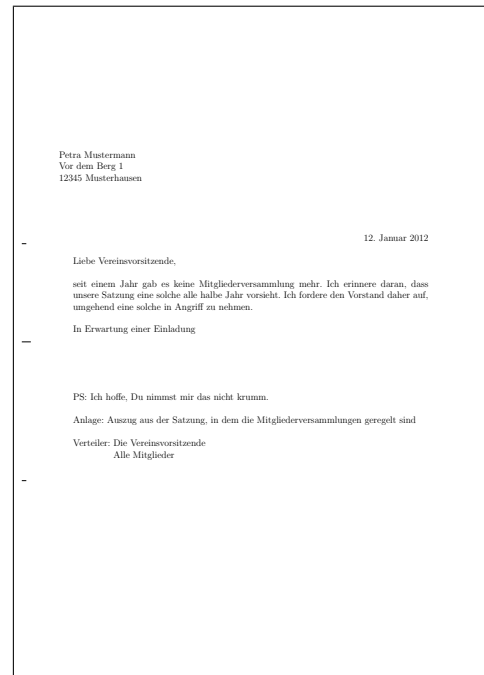 Petra Mustermann
Vor dem Berg 1
12345 Musterhausen
12. Januar 2012
Liebe Vereinsvorsitzende,
seit einem Jahr gab es keine Mitgliederversammlung mehr. Ich erinnere daran, dass
unsere Satzung eine solche alle halbe Jahr vorsieht. Ich fordere den Vorstand daher auf,
umgehend eine solche in Angriff zu nehmen.
In Erwartung einer Einladung
PS: Ich hoffe, Du nimmst mir das nicht krumm.
Anlage: Auszug aus der Satzung, in dem die Mitgliederversammlungen geregelt sind
Verteiler: Die Vereinsvorsitzende
Alle Mitglieder